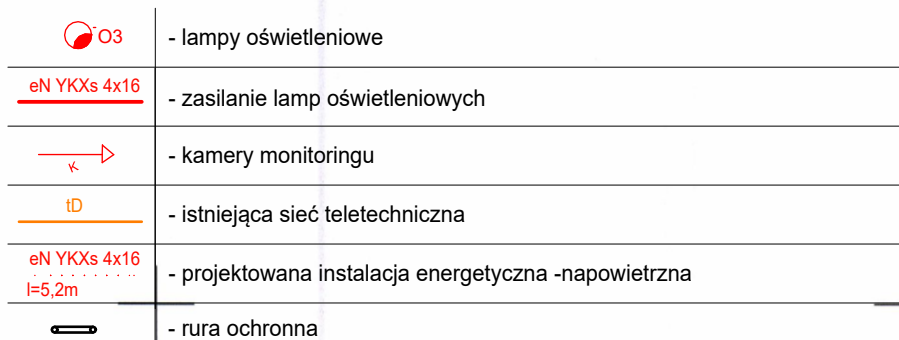 O3 - lampy oświetleniowe
eN YKXs 4x16 - zasilanie lamp oświetleniowych
K - kamery monitoringu
tD - istniejąca sieć teletechniczna
eN YKXs 4x16
l=5,2m - projektowana instalacja energetyczna -napowietrzna
- rura ochronna